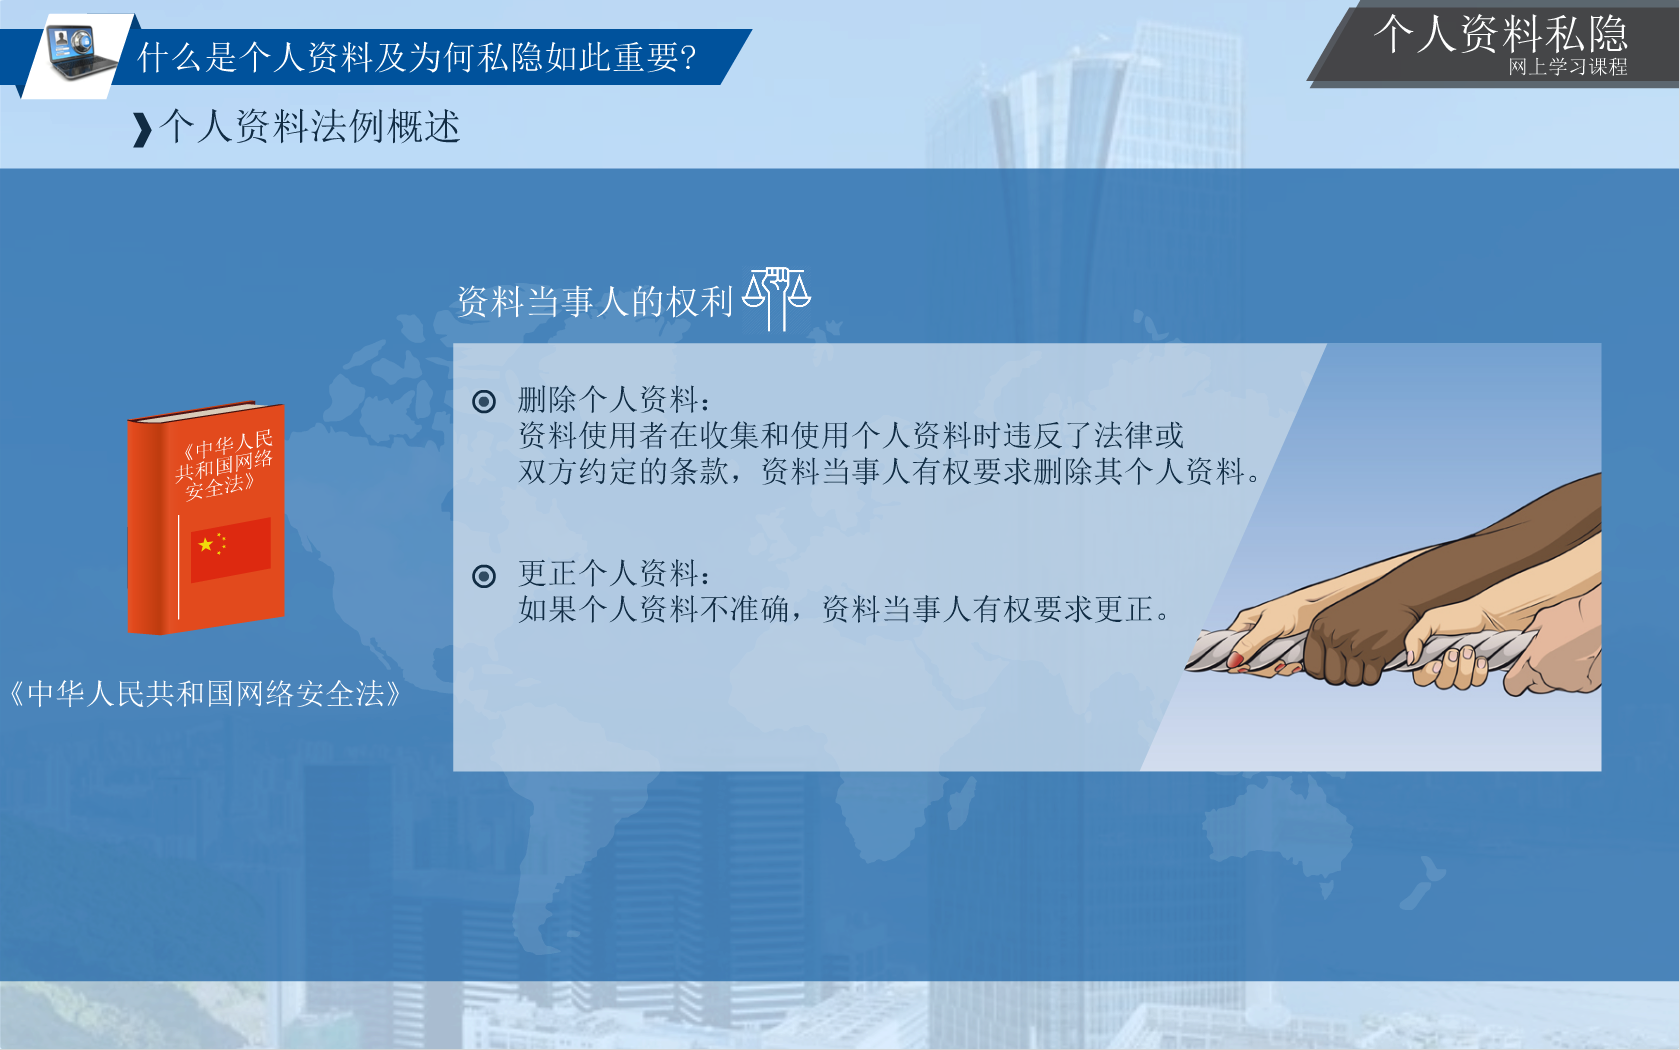 什么是个人资料及为何私隐如此重要?
个人资料私隐
网上学习课程
个人资料法例概述
资料当事人的权利
删除个人资料：
资料使用者在收集和使用个人资料时违反了法律或
双方约定的条款，资料当事人有权要求删除其个人资料。
更正个人资料：
如果个人资料不准确，资料当事人有权要求更正。
《中华人民
共和国网络
安全法》
《中华人民共和国网络安全法》